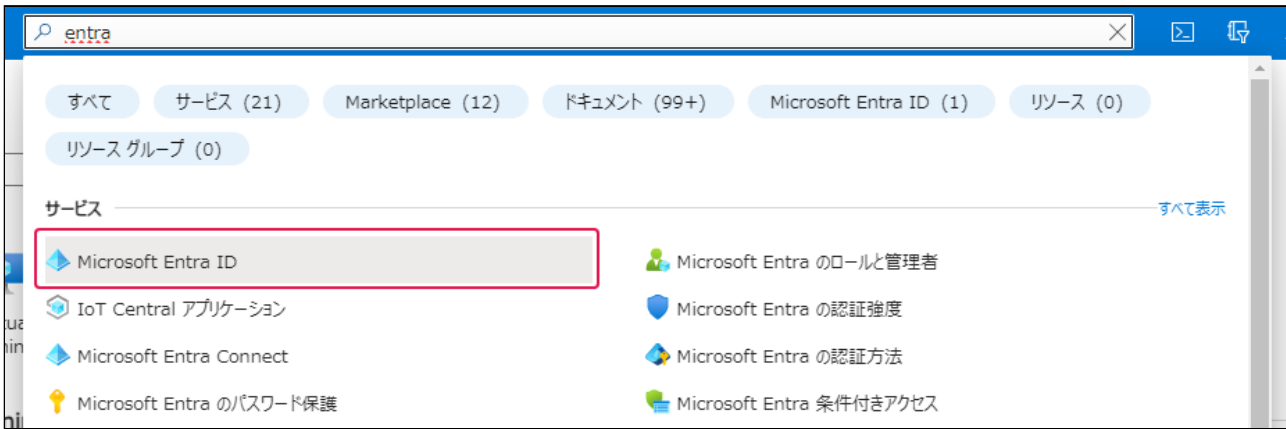 entra
すべて サービス (21) Marketplace (12) ドキュメント (99+) Microsoft Entra ID (1) リソース (0)
リソース グループ (0)
サービス すべて表示
Microsoft Entra ID Microsoft Entra のロールと管理者
IoT Central アプリケーション Microsoft Entra の認証強度
Microsoft Entra Connect Microsoft Entra の認証方法
Microsoft Entra のパスワード保護 Microsoft Entra 条件付きアクセス